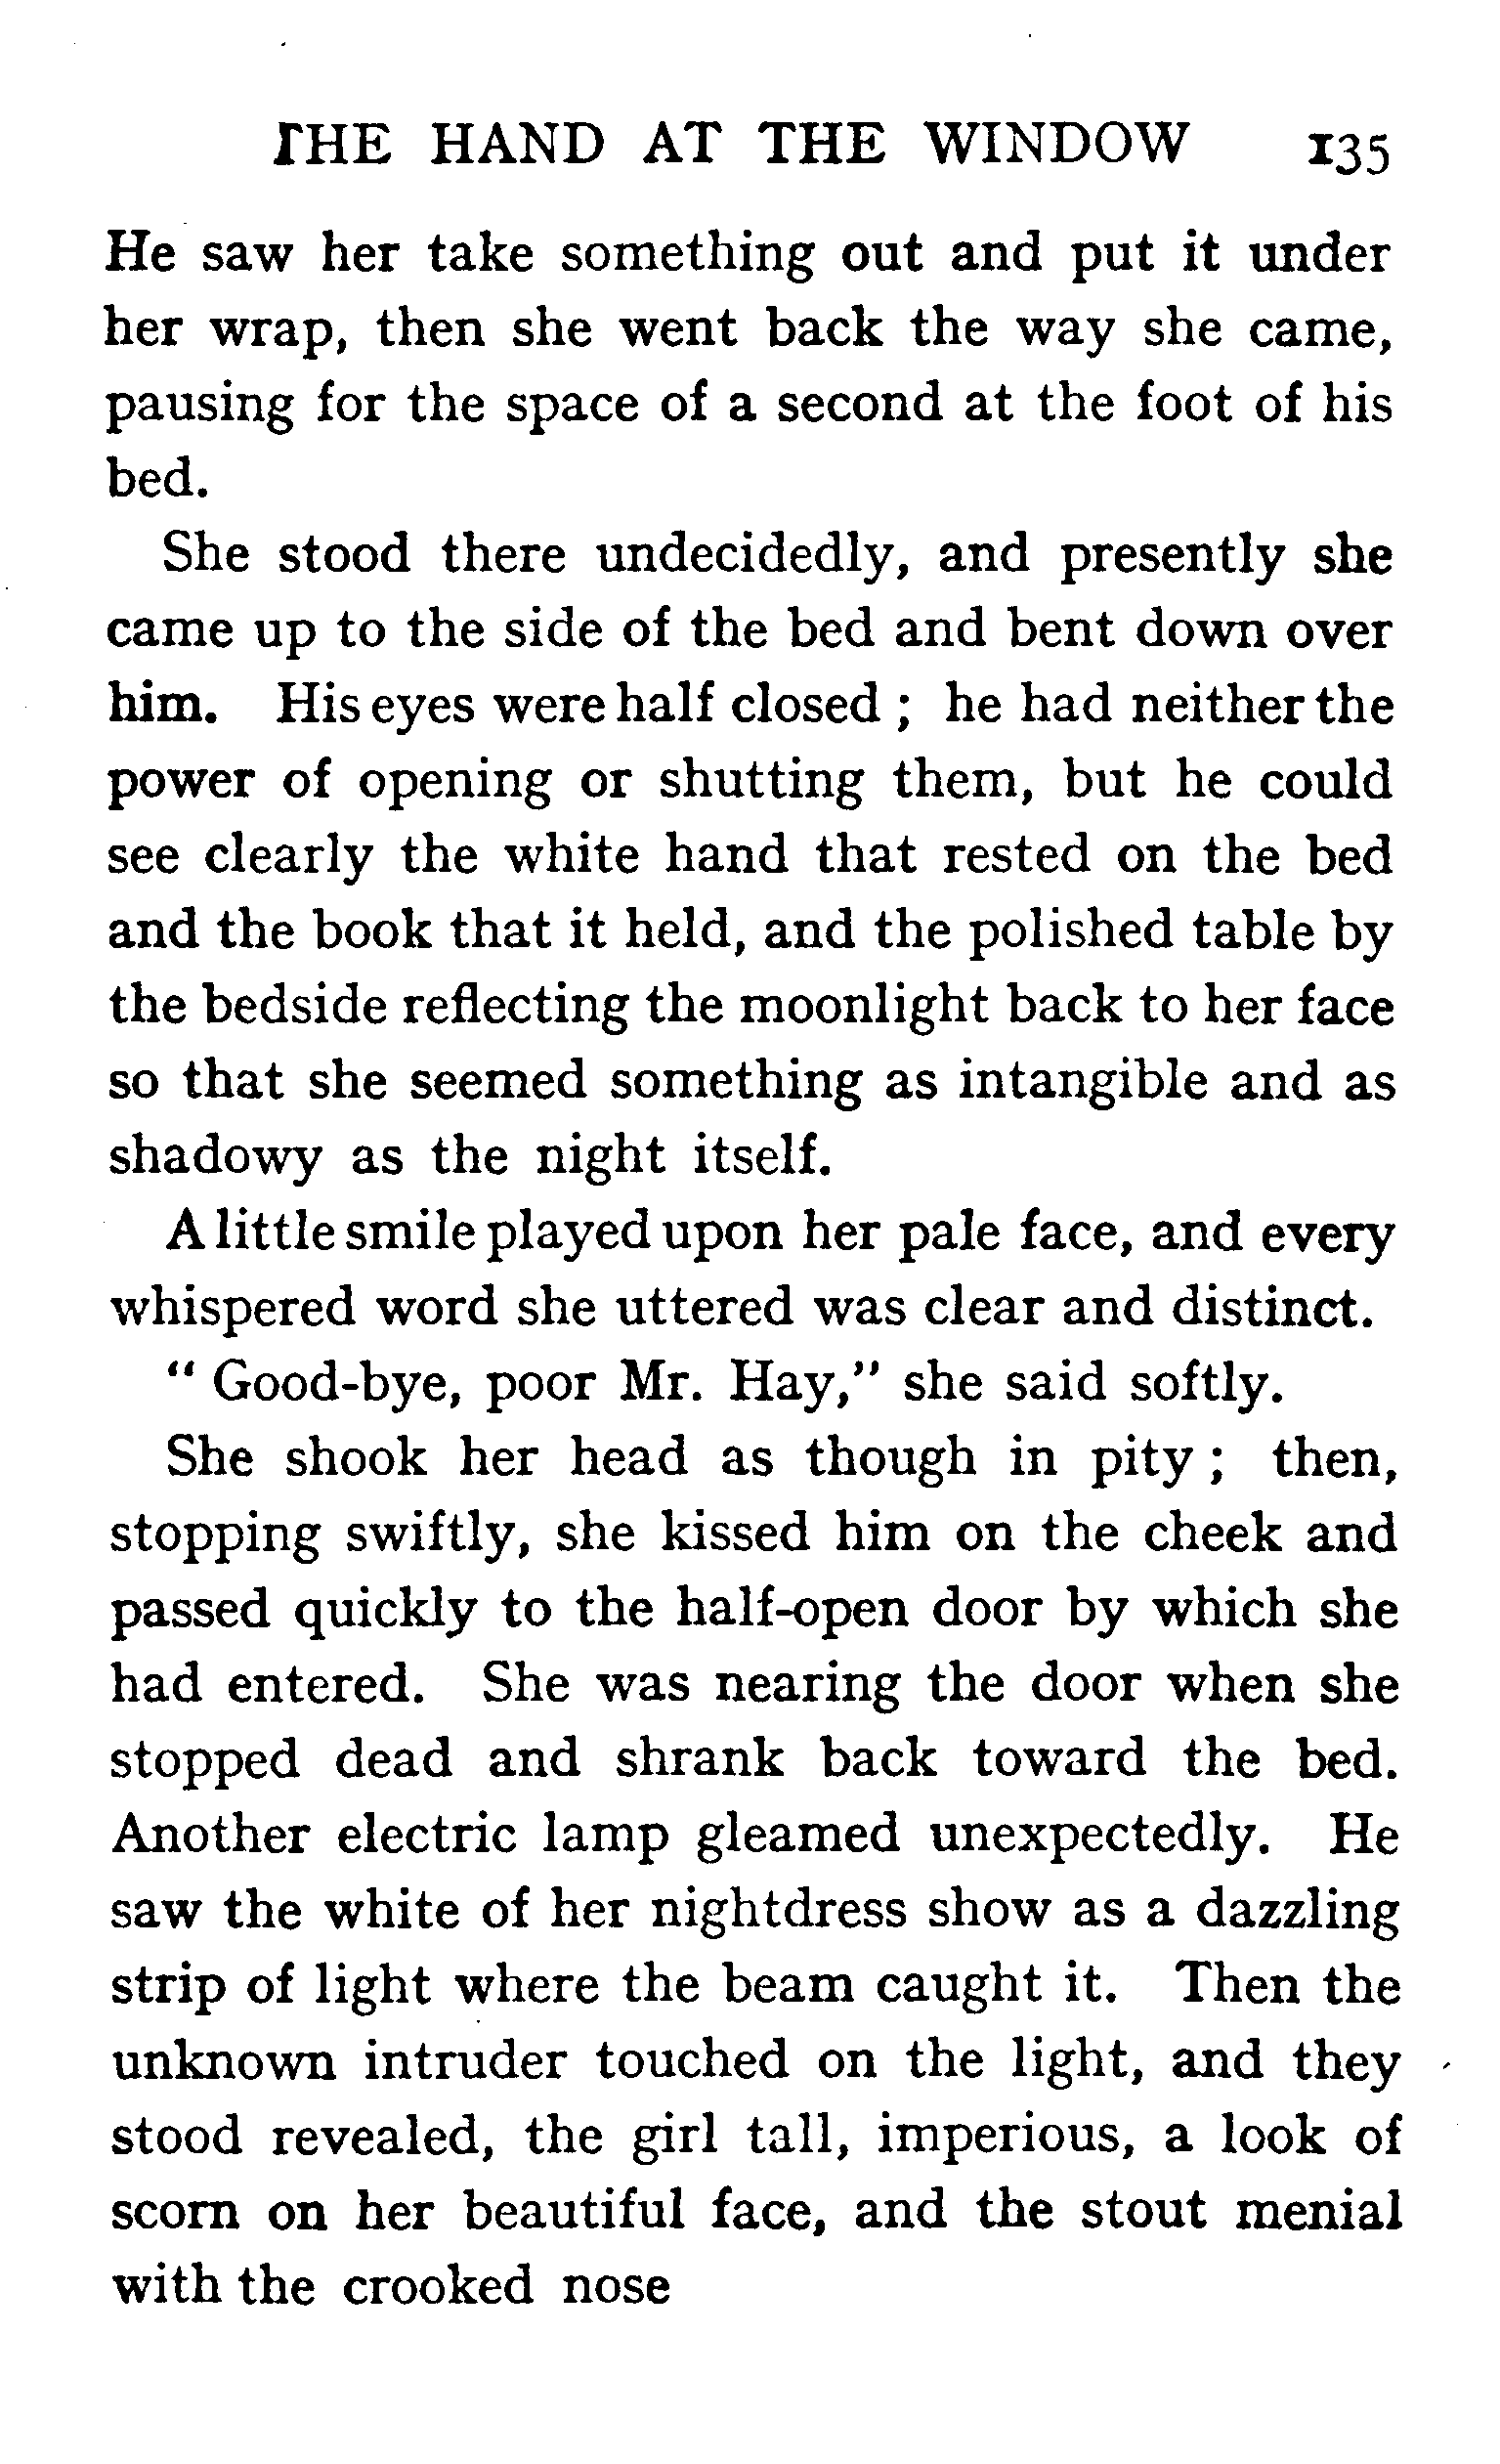 THE HAND AT THE WINDOW 135
He saw her take something out and put it under
her wrap, then she went back the way she came,
pausing for the space of a second at the foot of his
bed.
She stood there undecidedly, and presently she
came up to the side of the bed and bent down over
him. His eyes were half closed ; he had neither the
power of opening or shutting them, but he could
see clearly the white hand that rested on the bed
and the book that it held, and the polished table by
the bedside reflecting the moonlight back to her face
so that she seemed something as intangible and as
shadowy as the night itself.
A little smile played upon her pale face, and every
whispered word she uttered was clear and distinct.
“ Good-bye, poor Mr. Hay,” she said softly.
She shook her head as though in pity ; then,
stopping swiftly, she kissed him on the cheek and
passed quickly to the half-open door by which she
had entered. She was nearing the door when she
stopped dead and shrank back toward the bed.
Another electric lamp gleamed unexpectedly. He
saw the white of her nightdress show as a dazzling
strip of light where the beam caught it. Then the
unknown intruder touched on the light, and they
stood revealed, the girl tall, imperious, a look of
scorn on her beautiful face, and the stout menial
with the crooked nose